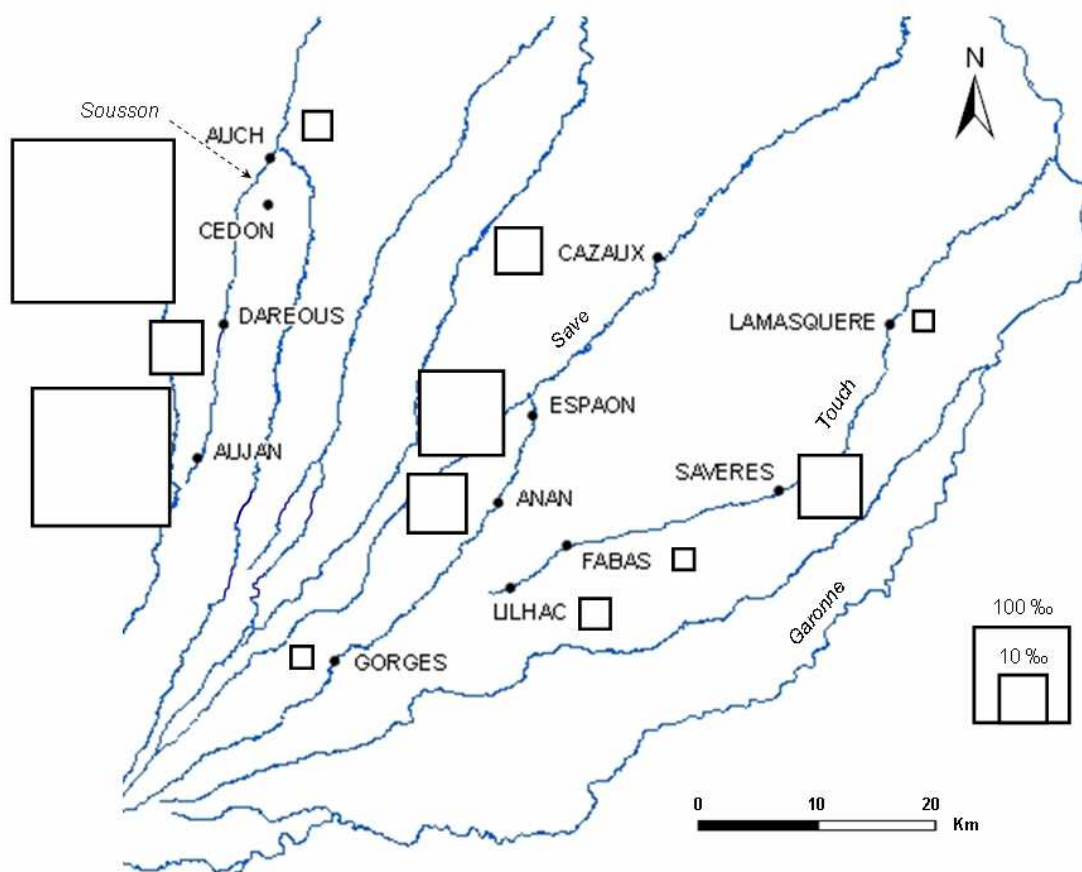 N
Sousson
AUCH
CEDON
CAZAUX
DAREOUS
LAMASQUERE
Save
ESPAON
Touch
AUJAN
SAVERES
ANAN
FABAS
LILHAC
Garonne
100 ‰
10 ‰
GORGES
0 10 20
Km